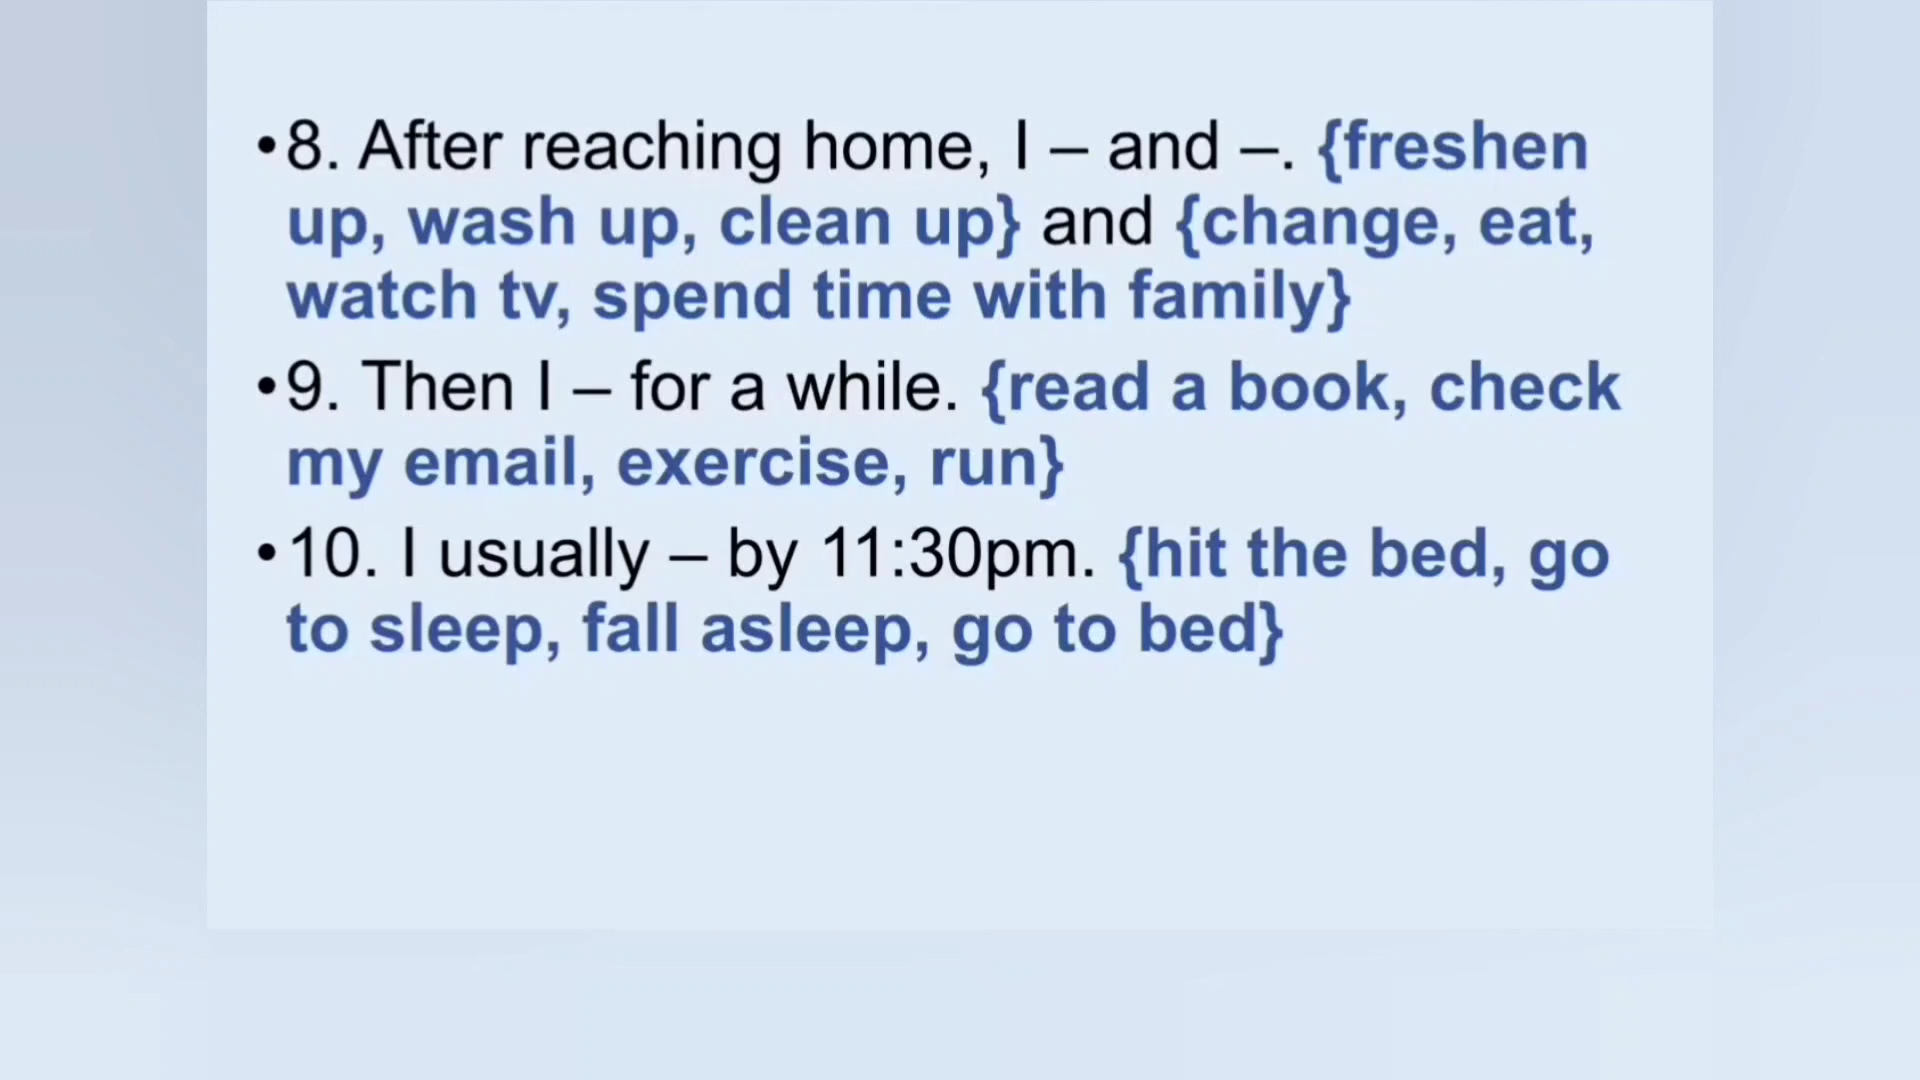 •8. After reaching home, I – and –. {freshen
up, wash up, clean up} and {change, eat,
watch tv, spend time with family}
•9. Then I – for a while. {read a book, check
my email, exercise, run}
•10. I usually – by 11:30pm. {hit the bed, go
to sleep, fall asleep, go to bed}